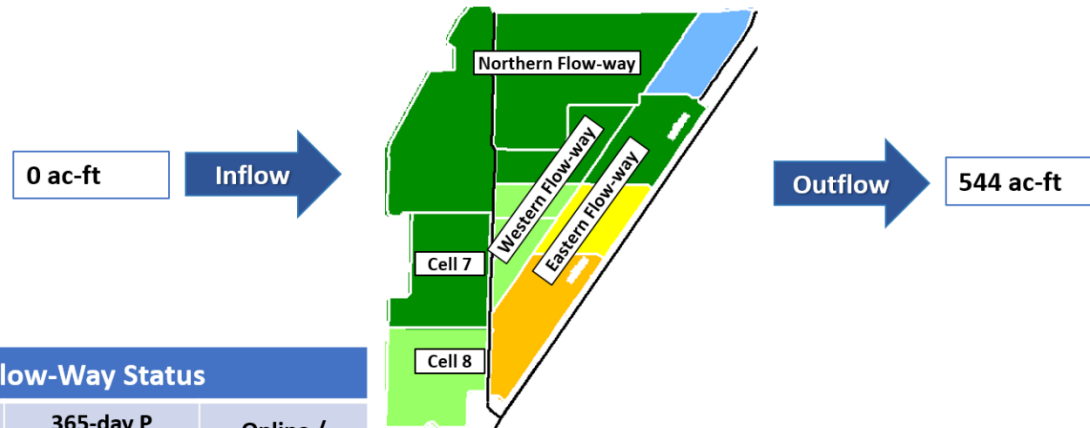 Northern Flow-way
0 ac-ft
Inflow
Western Flow-way
Eastern Flow-way
Outflow
544 ac-ft
Cell 7
Cell 8
low-Way Status
365-day P
Online /